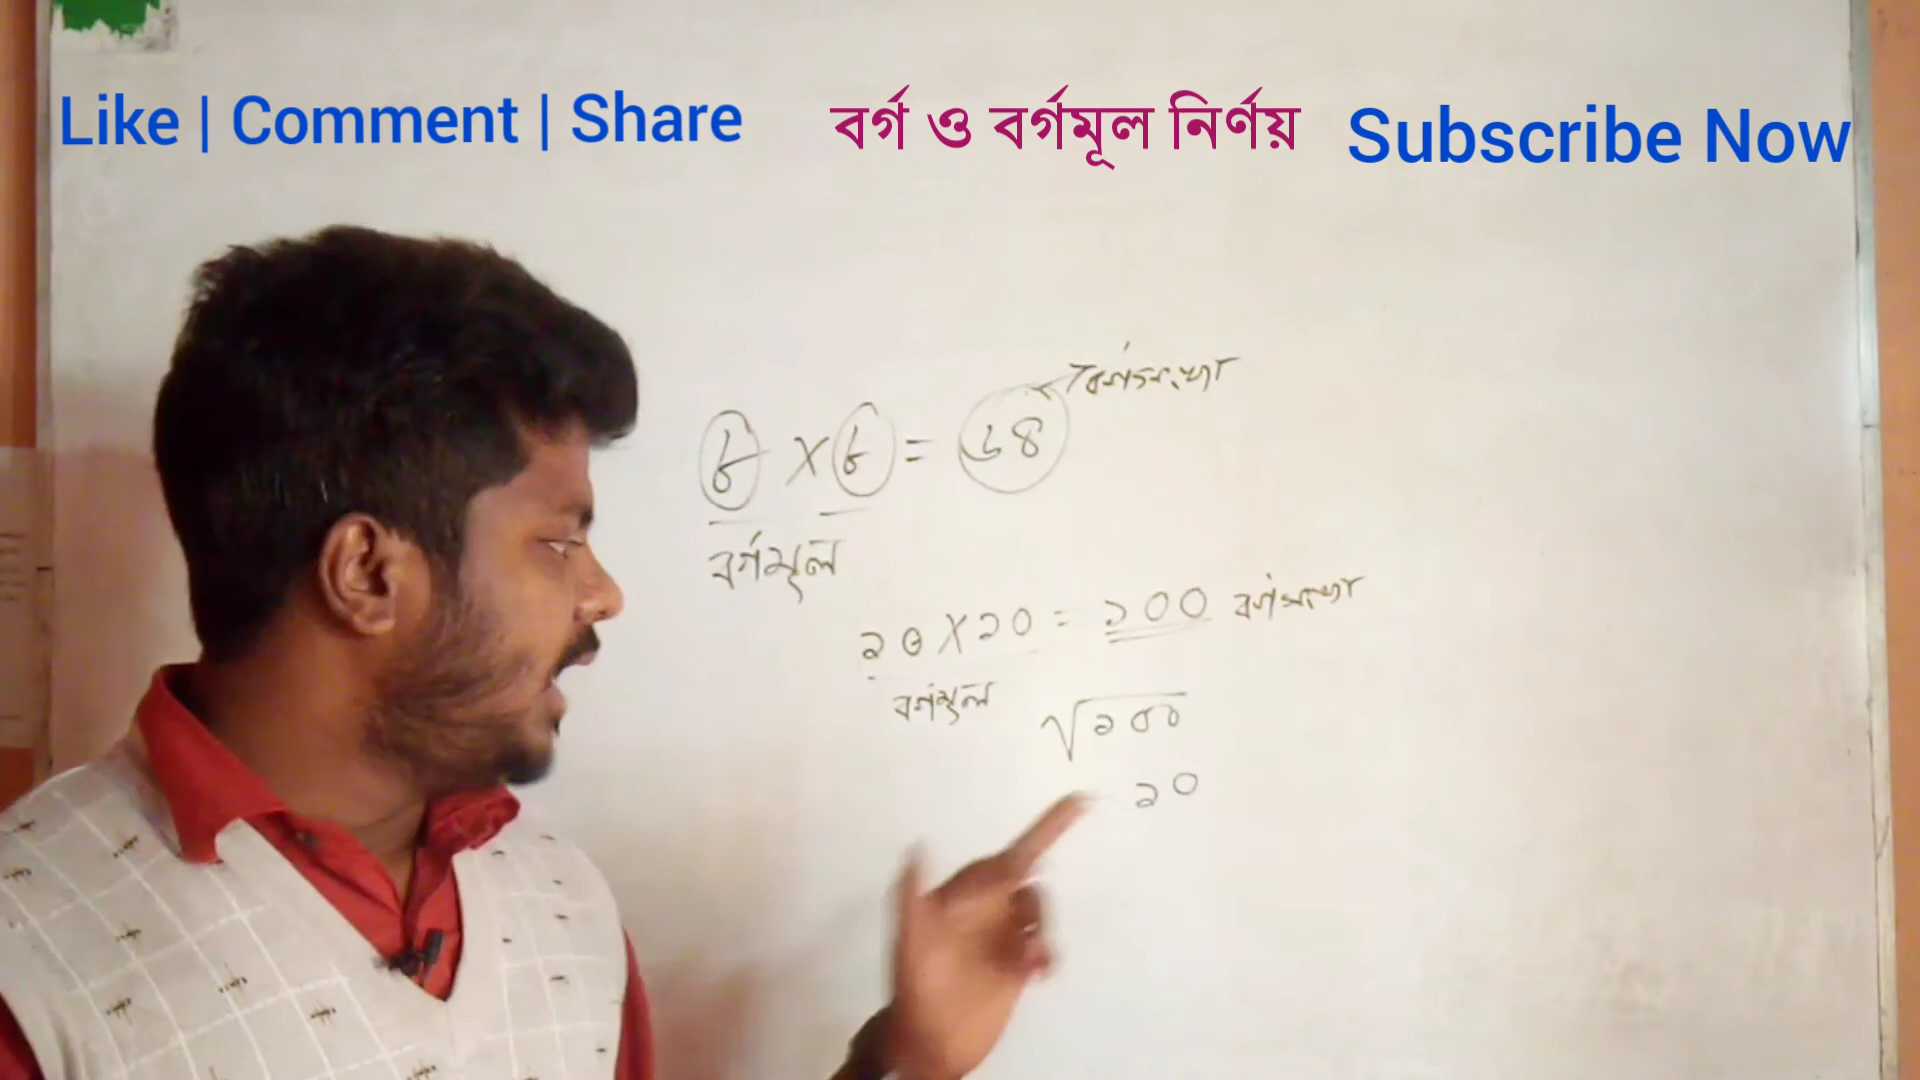 Like | Comment | Share বর্গ ও বর্গমূল নির্ণয় Subscribe Now
বর্গসংখ্যা
৮ × ৮ = ৬৪
বর্গমূল
১০ × ১০ = ১০০ বর্গসংখ্যা
বর্গমূল
√১০০
১০